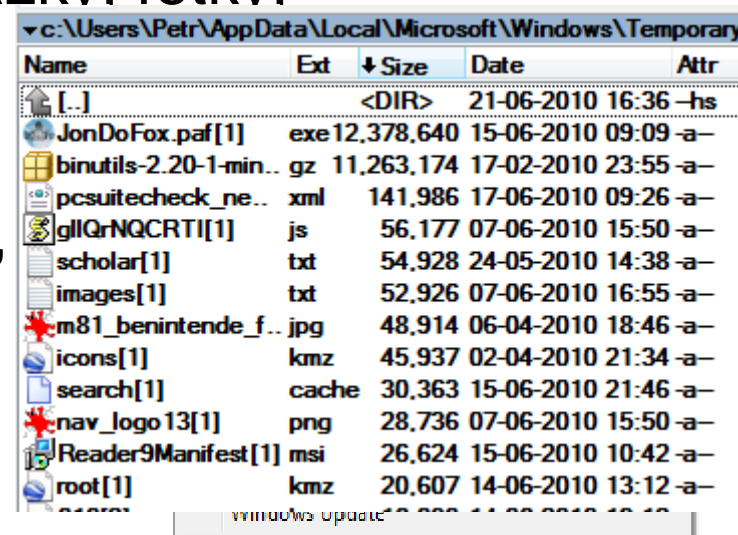 c:\Users\Petr\AppData\Local\Microsoft\Windows\Temporary
Name Ext Size Date Attr
[..] <DIR> 21-06-2010 16:36 –hs
JonDoFox.paf[1] exe 12,378,640 15-06-2010 09:09 -a–
binutils-2.20-1-min.. gz 11,263,174 17-02-2010 23:55 -a–
pcsuitecheck_ne.. xml 141,986 17-06-2010 09:26 -a–
gllQrNQCRTI[1] js 56,177 07-06-2010 15:50 -a–
scholar[1] txt 54,928 24-05-2010 14:38 -a–
images[1] txt 52,926 07-06-2010 16:55 -a–
m81_benintende_f.. jpg 48,914 06-04-2010 18:46 -a–
icons[1] kmz 45,937 02-04-2010 21:34 -a–
search[1] cache 30,363 15-06-2010 21:46 -a–
nav_logo13[1] png 28,736 07-06-2010 15:50 -a–
Reader9Manifest[1] msi 26,624 15-06-2010 10:42 -a–
root[1] kmz 20,607 14-06-2010 13:12 -a–
Windows Update